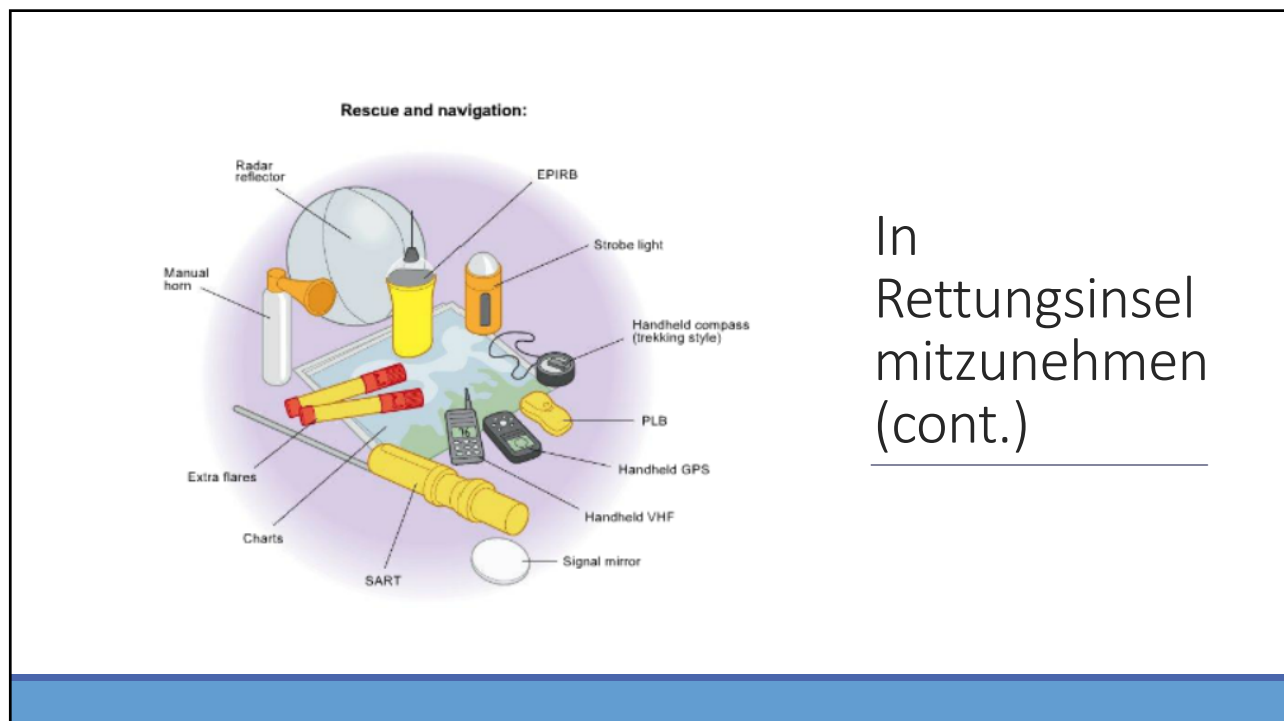 Rescue and navigation:
Radar
reflector
EPIRB
Strobe light
Manual
horn
Handheld compass
(trekking style)
PLB
Handheld GPS
Extra flares
Handheld VHF
Charts
Signal mirror
SART
In
Rettungsinsel
mitzunehmen
(cont.)